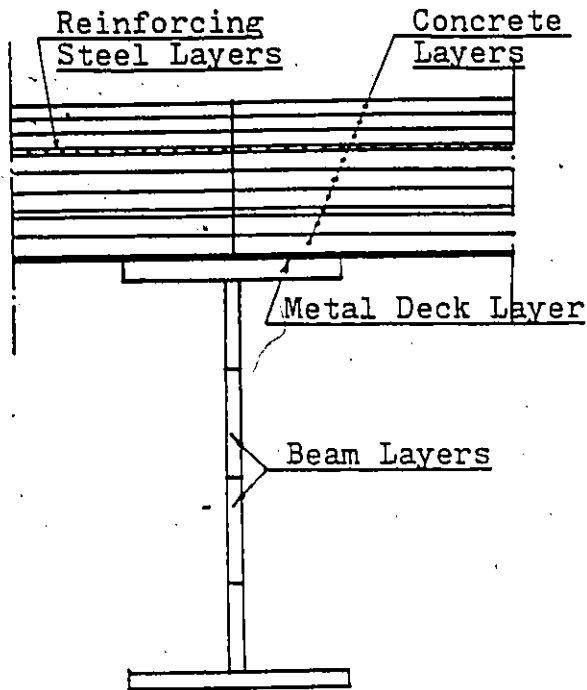 Reinforcing
Steel Layers
Concrete
Layers
Metal Deck Layer
Beam Layers